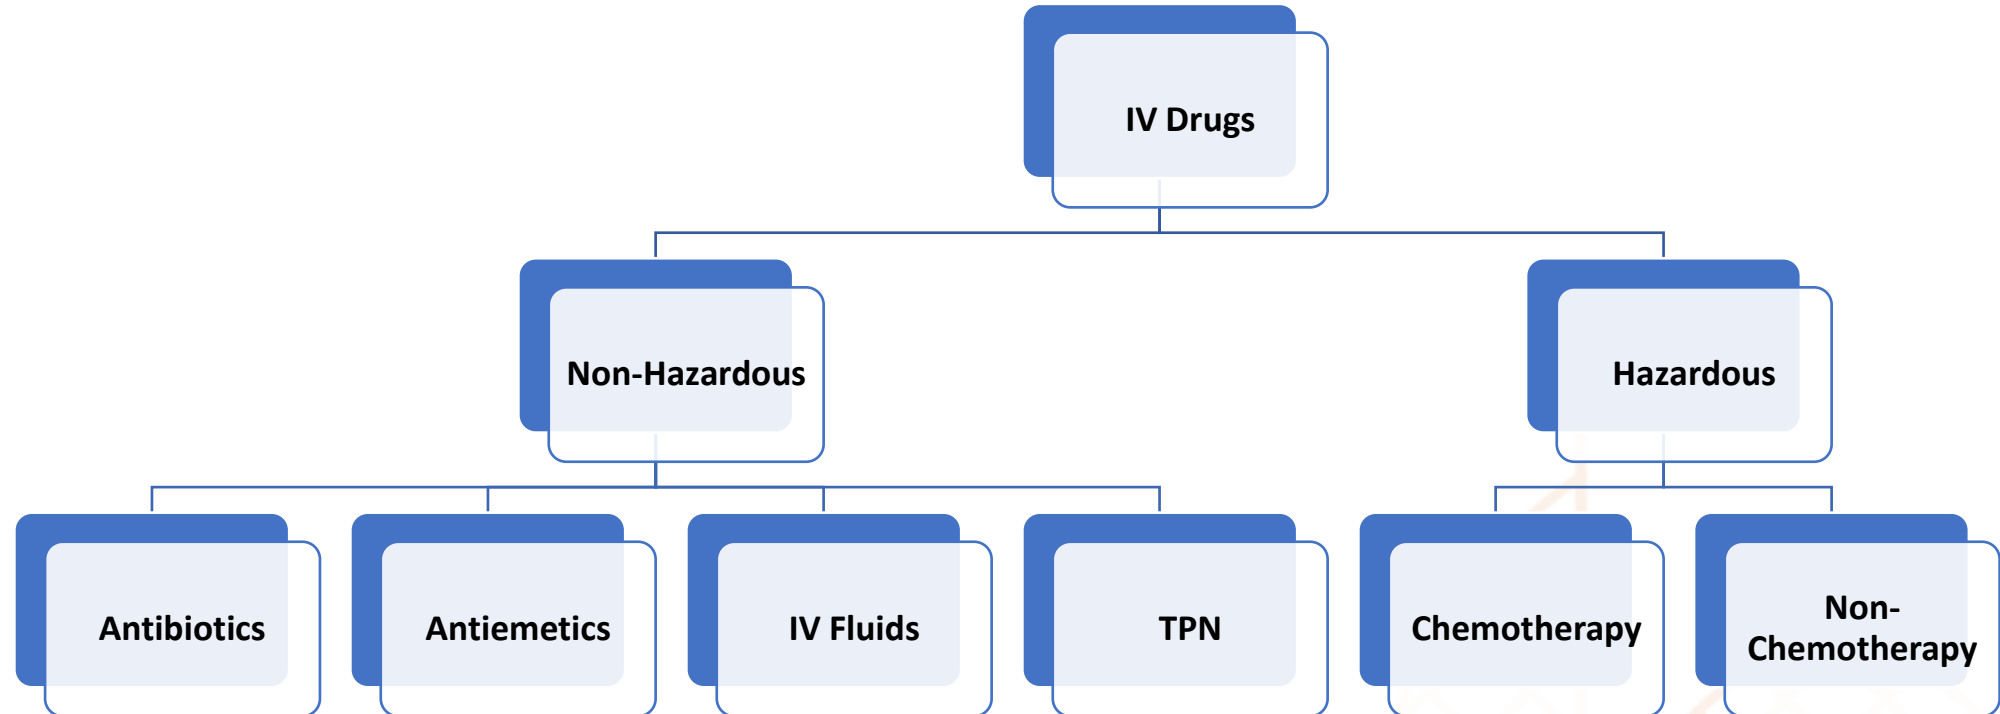 IV Drugs
Non-Hazardous
Hazardous
Antibiotics
Antiemetics
IV Fluids
TPN
Chemotherapy
Non-
Chemotherapy